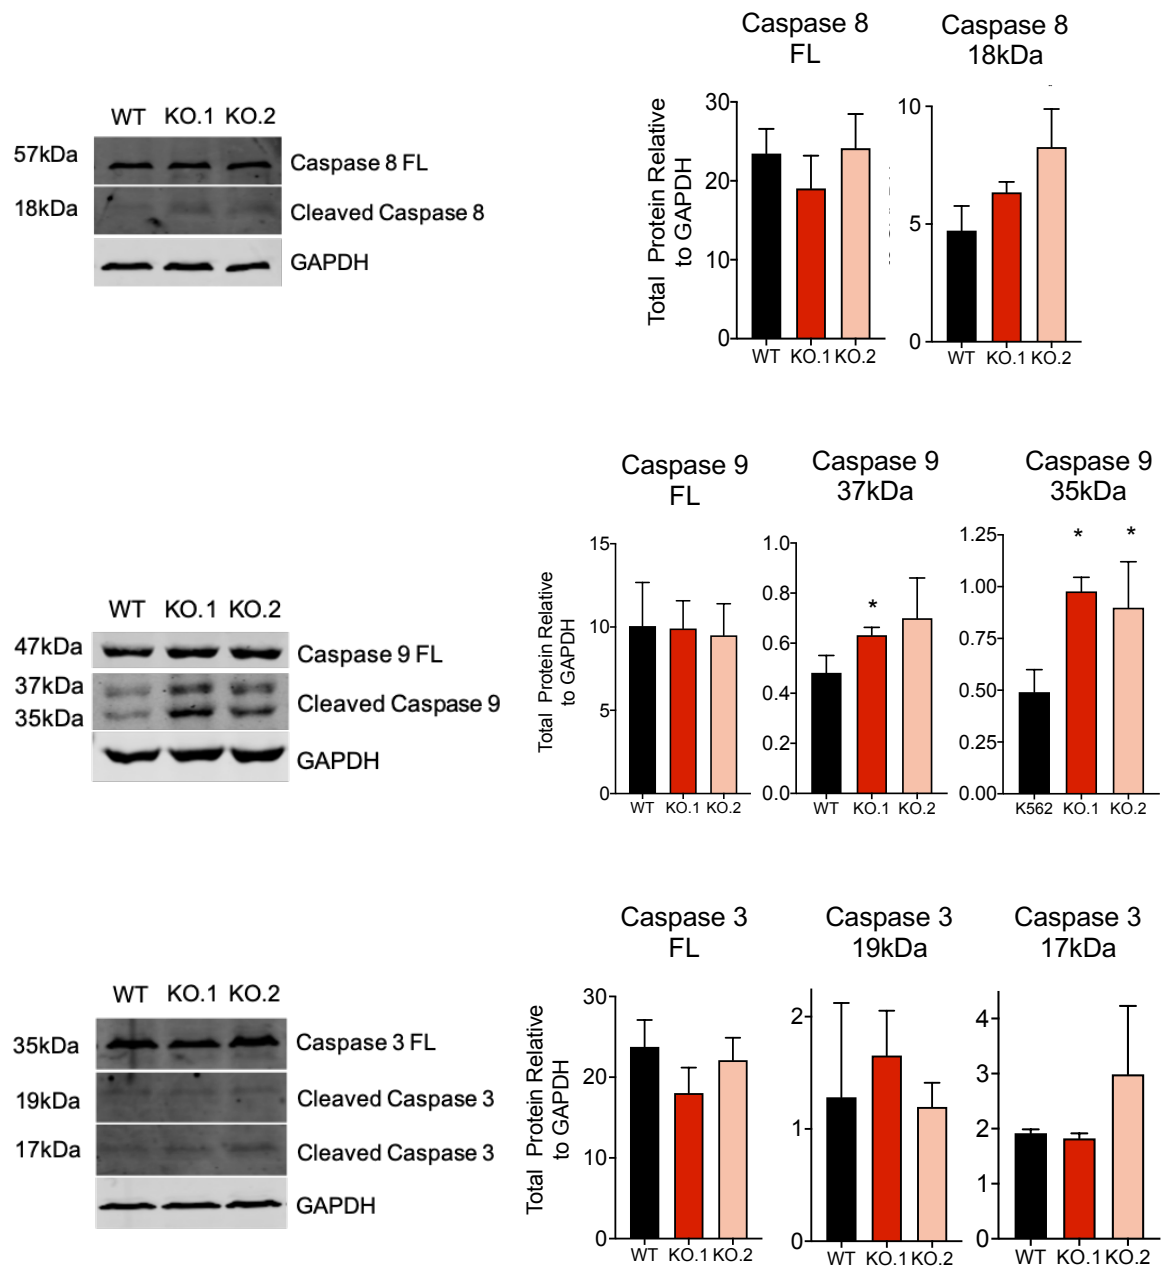 Caspase 8
FL
Caspase 8
18kDa
WT KO.1 KO.2
57kDa
Caspase 8 FL
18kDa
Cleaved Caspase 8
GAPDH
Total Protein Relative
to GAPDH
30
20
10
0
WT KO.1 KO.2
10
5
0
WT KO.1 KO.2
Caspase 9
FL
Caspase 9
37kDa
Caspase 9
35kDa
WT KO.1 KO.2
47kDa
Caspase 9 FL
37kDa
35kDa
Cleaved Caspase 9
GAPDH
Total Protein Relative
to GAPDH
15
10
5
0
WT KO.1 KO.2
1.0
0.8
0.6
0.4
0.2
0.0
*
WT KO.1 KO.2
1.25
1.00
0.75
0.50
0.25
0.00
* *
K562 KO.1 KO.2
Caspase 3
FL
Caspase 3
19kDa
Caspase 3
17kDa
WT KO.1 KO.2
35kDa
Caspase 3 FL
19kDa
Cleaved Caspase 3
17kDa
Cleaved Caspase 3
GAPDH
Total Protein Relative
to GAPDH
30
20
10
0
WT KO.1 KO.2
2
1
0
WT KO.1 KO.2
4
3
2
1
0
WT KO.1 KO.2